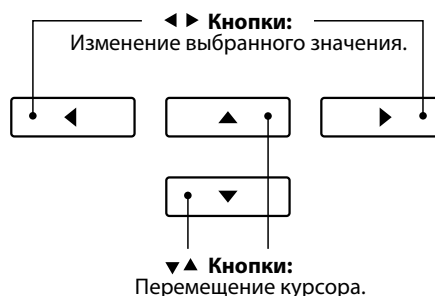 ◀ ▶ Кнопки:
Изменение выбранного значения.
◀
▲
▶
▼
▼▲ Кнопки:
Перемещение курсора.